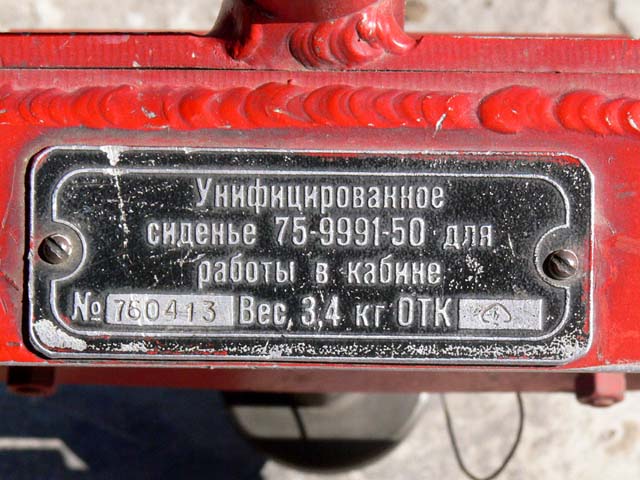 Унифицированное
сиденье 75-9991-50 для
работы в кабине
№ 760413 Вес, 3,4 кг ОТК